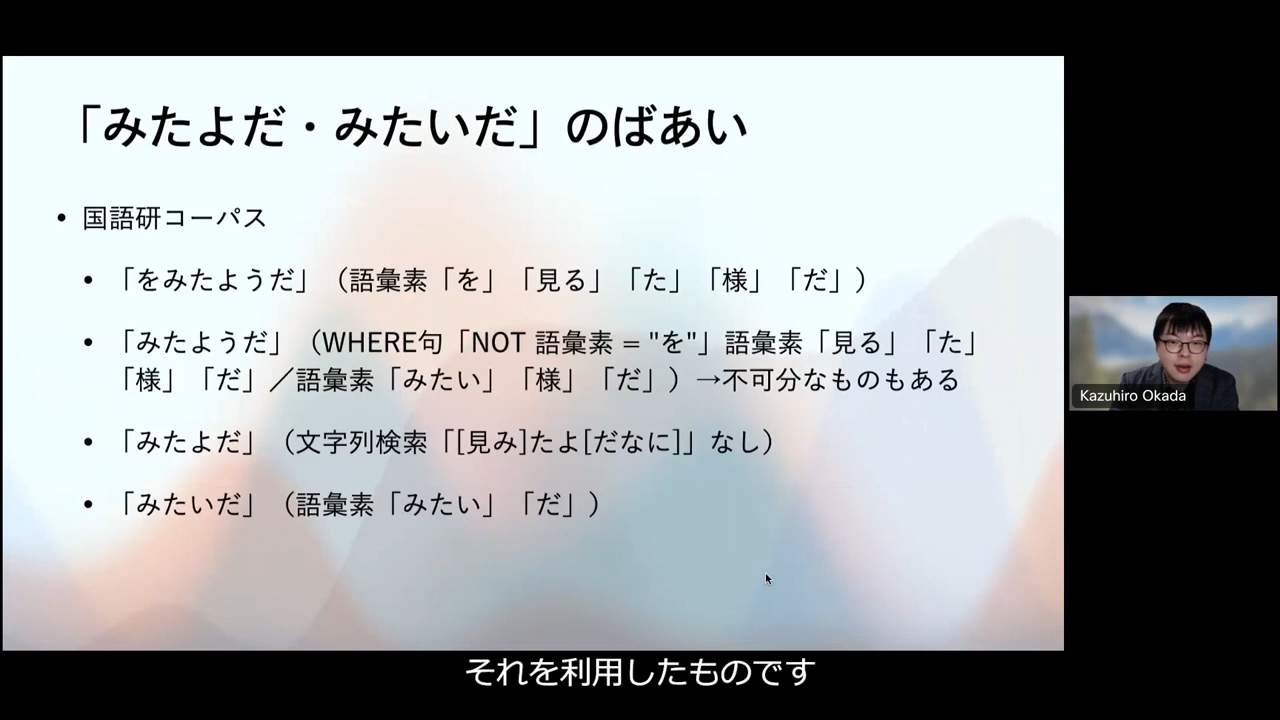 「みたよだ・みたいだ」のばあい
• 国語研コーパス
• 「をみたようだ」（語彙素「を」「見る」「た」「様」「だ」）
• 「みたようだ」（WHERE句「NOT 語彙素 = "を"」語彙素「見る」「た」
「様」「だ」／語彙素「みたい」「様」「だ」）→不可分なものもある
• 「みたよだ」（文字列検索「[見み]たよ[だなに]」なし）
• 「みたいだ」（語彙素「みたい」「だ」）
Kazuhiro Okada
それを利用したものです